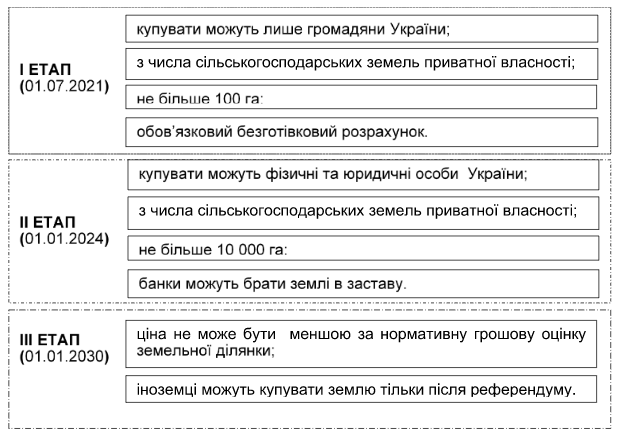 І ЕТАП
(01.07.2021)
купувати можуть лише громадяни України;
з числа сільськогосподарських земель приватної власності;
не більше 100 га:
обов’язковий безготівковий розрахунок.
ІІ ЕТАП
(01.01.2024)
купувати можуть фізичні та юридичні особи України;
з числа сільськогосподарських земель приватної власності;
не більше 10 000 га:
банки можуть брати землі в заставу.
ІІІ ЕТАП
(01.01.2030)
ціна не може бути меншою за нормативну грошову оцінку
земельної ділянки;
іноземці можуть купувати землю тільки після референдуму.